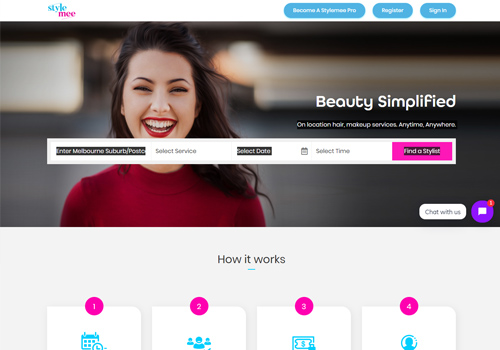 style
mee
Become A Stylemee Pro
Register
Sign In
Beauty Simplified
On location hair, makeup services. Anytime, Anywhere.
Enter Melbourne Suburb/Posto
Select Service
Select Date
Select Time
Find a Stylist
Chat with us
1
How it works
1
2
3
4